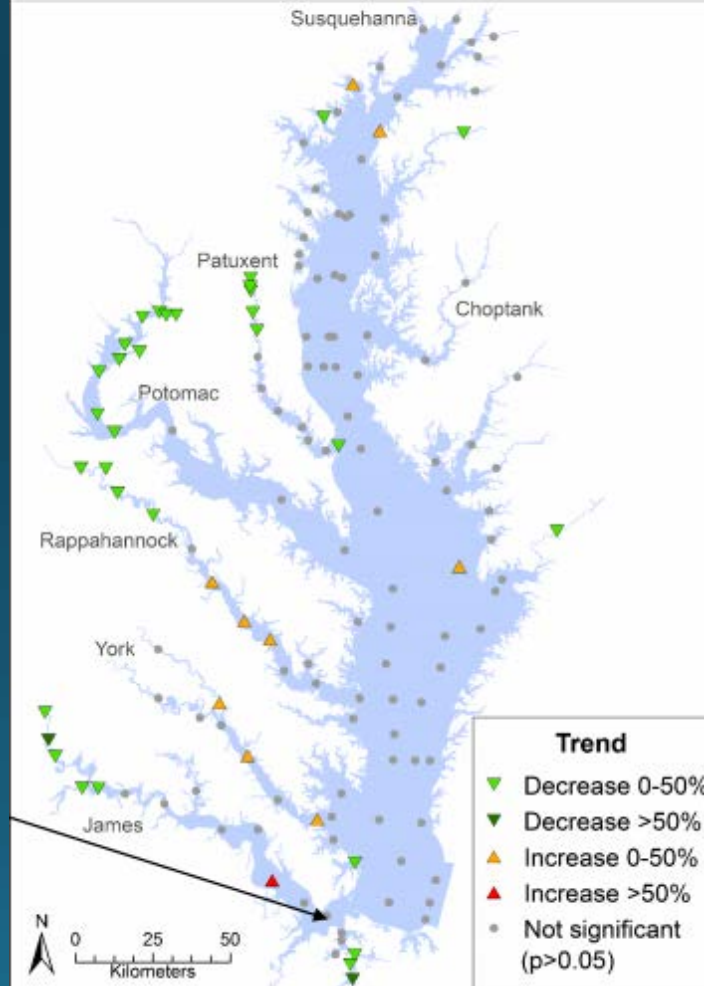 Susquehanna
Patuxent
Choptank
Potomac
Rappahannock
York
James
N
0 25 50
Kilometers
Trend
Decrease 0-50%
Decrease >50%
Increase 0-50%
Increase >50%
Not significant
(p>0.05)